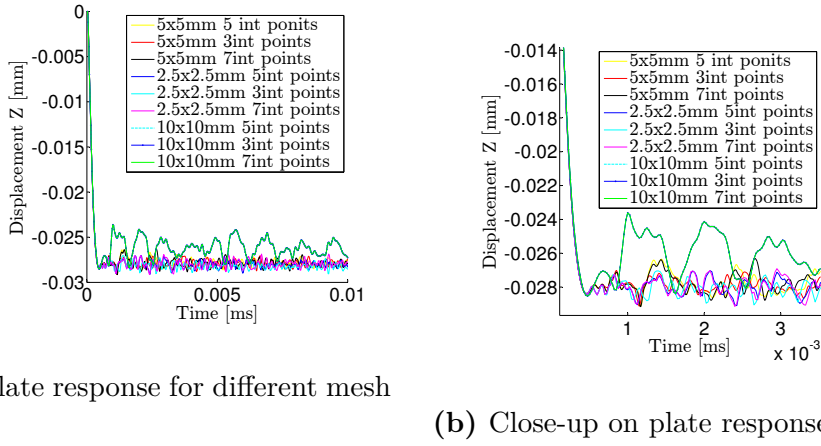 0
-0.005
-0.01
-0.015
-0.02
-0.025
-0.03
Displacement Z [mm]
5x5mm 5 int ponits
5x5mm 3int points
5x5mm 7int points
2.5x2.5mm 5int points
2.5x2.5mm 3int points
2.5x2.5mm 7int points
10x10mm 5int points
10x10mm 3int points
10x10mm 7int points
0 0.005 0.01
Time [ms]
late response for different mesh
-0.014
-0.016
-0.018
-0.02
-0.022
-0.024
-0.026
-0.028
Displacement Z [mm]
5x5mm 5 int ponits
5x5mm 3int points
5x5mm 7int points
2.5x2.5mm 5int points
2.5x2.5mm 3int points
2.5x2.5mm 7int points
10x10mm 5int points
10x10mm 3int points
10x10mm 7int points
1 2 3
Time [ms]
x 10⁻³
(b) Close-up on plate response